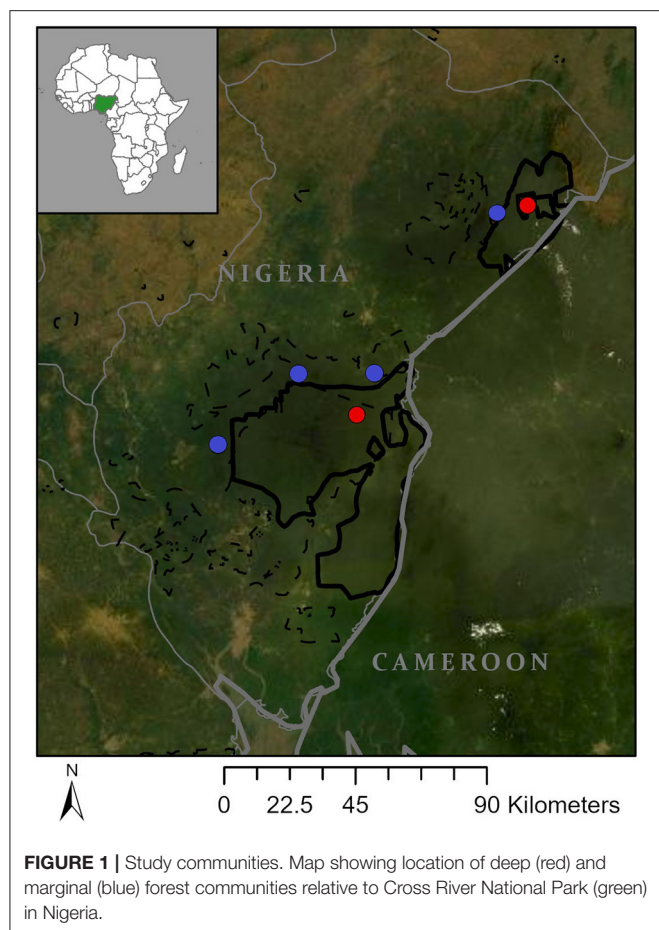 NIGERIA
CAMEROON
N
0 22.5 45 90 Kilometers
FIGURE 1 | Study communities. Map showing location of deep (red) and
marginal (blue) forest communities relative to Cross River National Park (green)
in Nigeria.